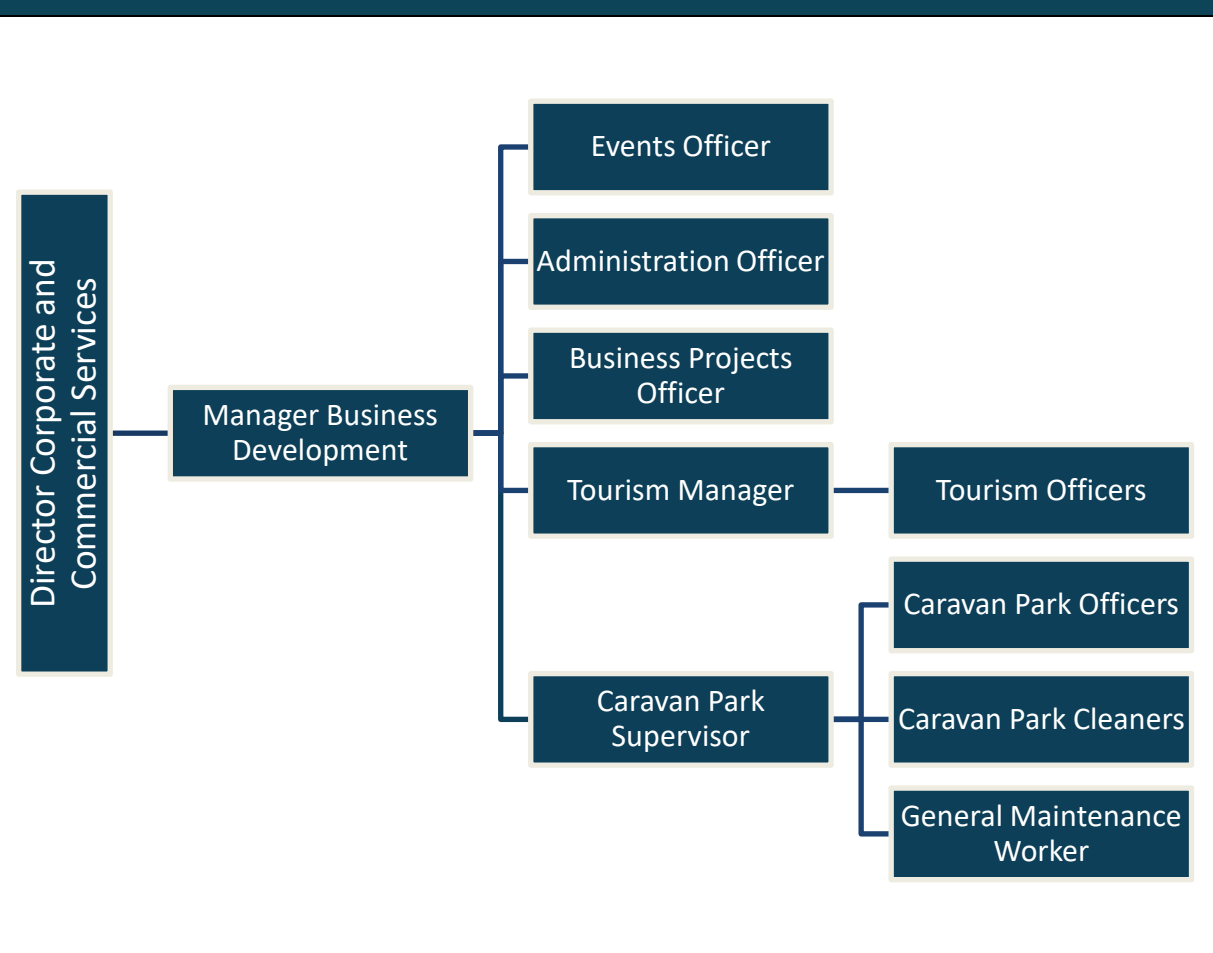 Director Corporate and
Commercial Services
Manager Business
Development
Events Officer
Administration Officer
Business Projects
Officer
Tourism Manager
Tourism Officers
Caravan Park
Supervisor
Caravan Park Officers
Caravan Park Cleaners
General Maintenance
Worker